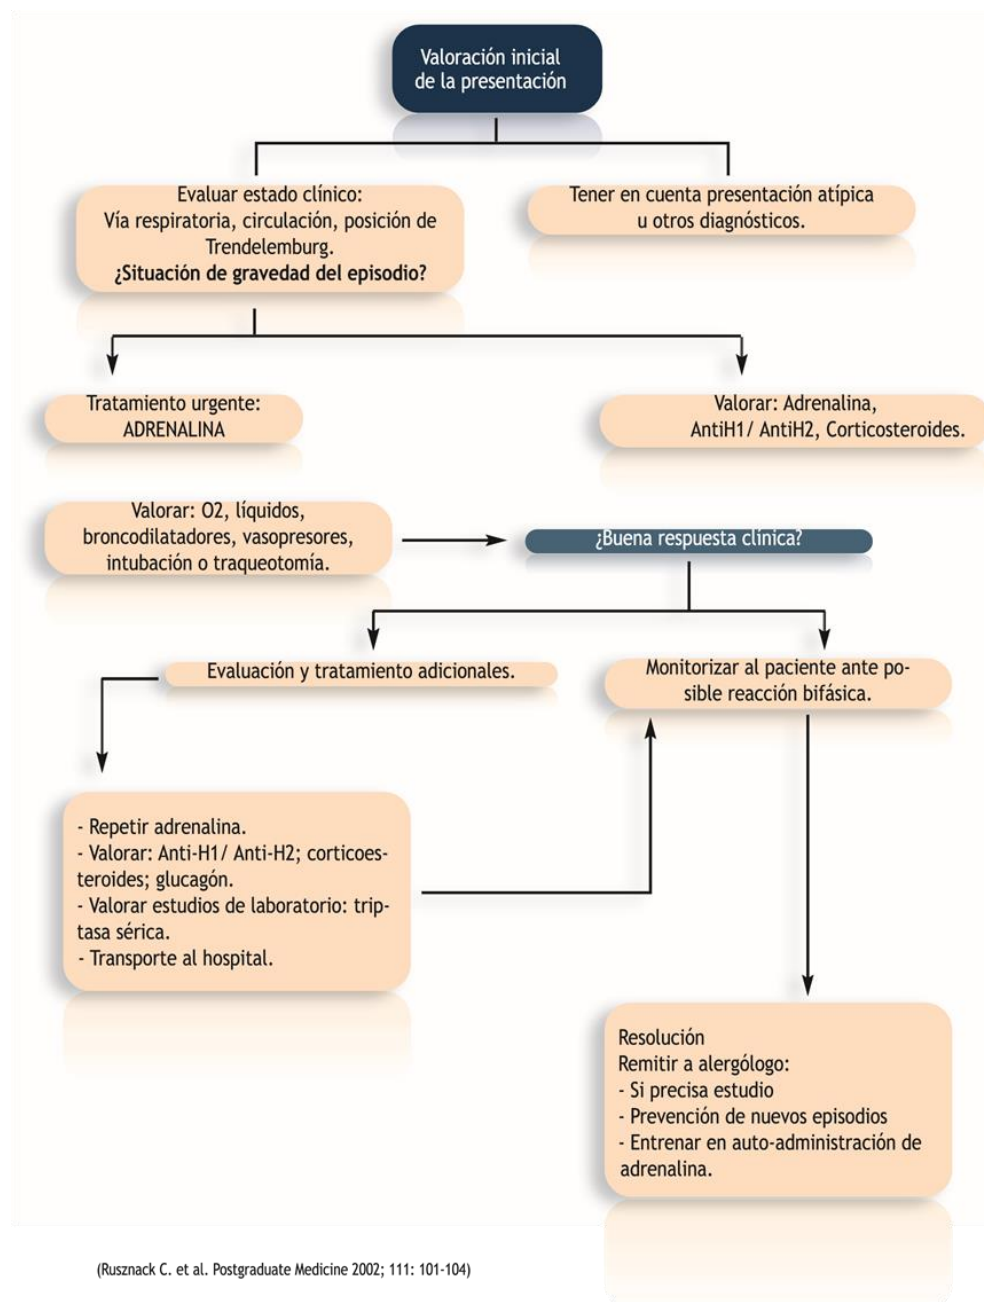 Valoración inicial
de la presentación
Evaluar estado clínico:
Vía respiratoria, circulación, posición de
Trendelemburg.
¿Situación de gravedad del episodio?
Tener en cuenta presentación atípica
u otros diagnósticos.
Tratamiento urgente:
ADRENALINA
Valorar: Adrenalina,
AntiH1/ AntiH2, Corticosteroides.
Valorar: O2, líquidos,
broncodilatadores, vasopresores,
intubación o traqueotomía.
¿Buena respuesta clínica?
Evaluación y tratamiento adicionales.
Monitorizar al paciente ante po-
sible reacción bifásica.
- Repetir adrenalina.
- Valorar: Anti-H1/ Anti-H2; corticoes-
teroides; glucagón.
- Valorar estudios de laboratorio: trip-
tasa sérica.
- Transporte al hospital.
Resolución
Remitir a alergólogo:
- Si precisa estudio
- Prevención de nuevos episodios
- Entrenar en auto-administración de
adrenalina.
(Rusznack C. et al. Postgraduate Medicine 2002; 111: 101-104)